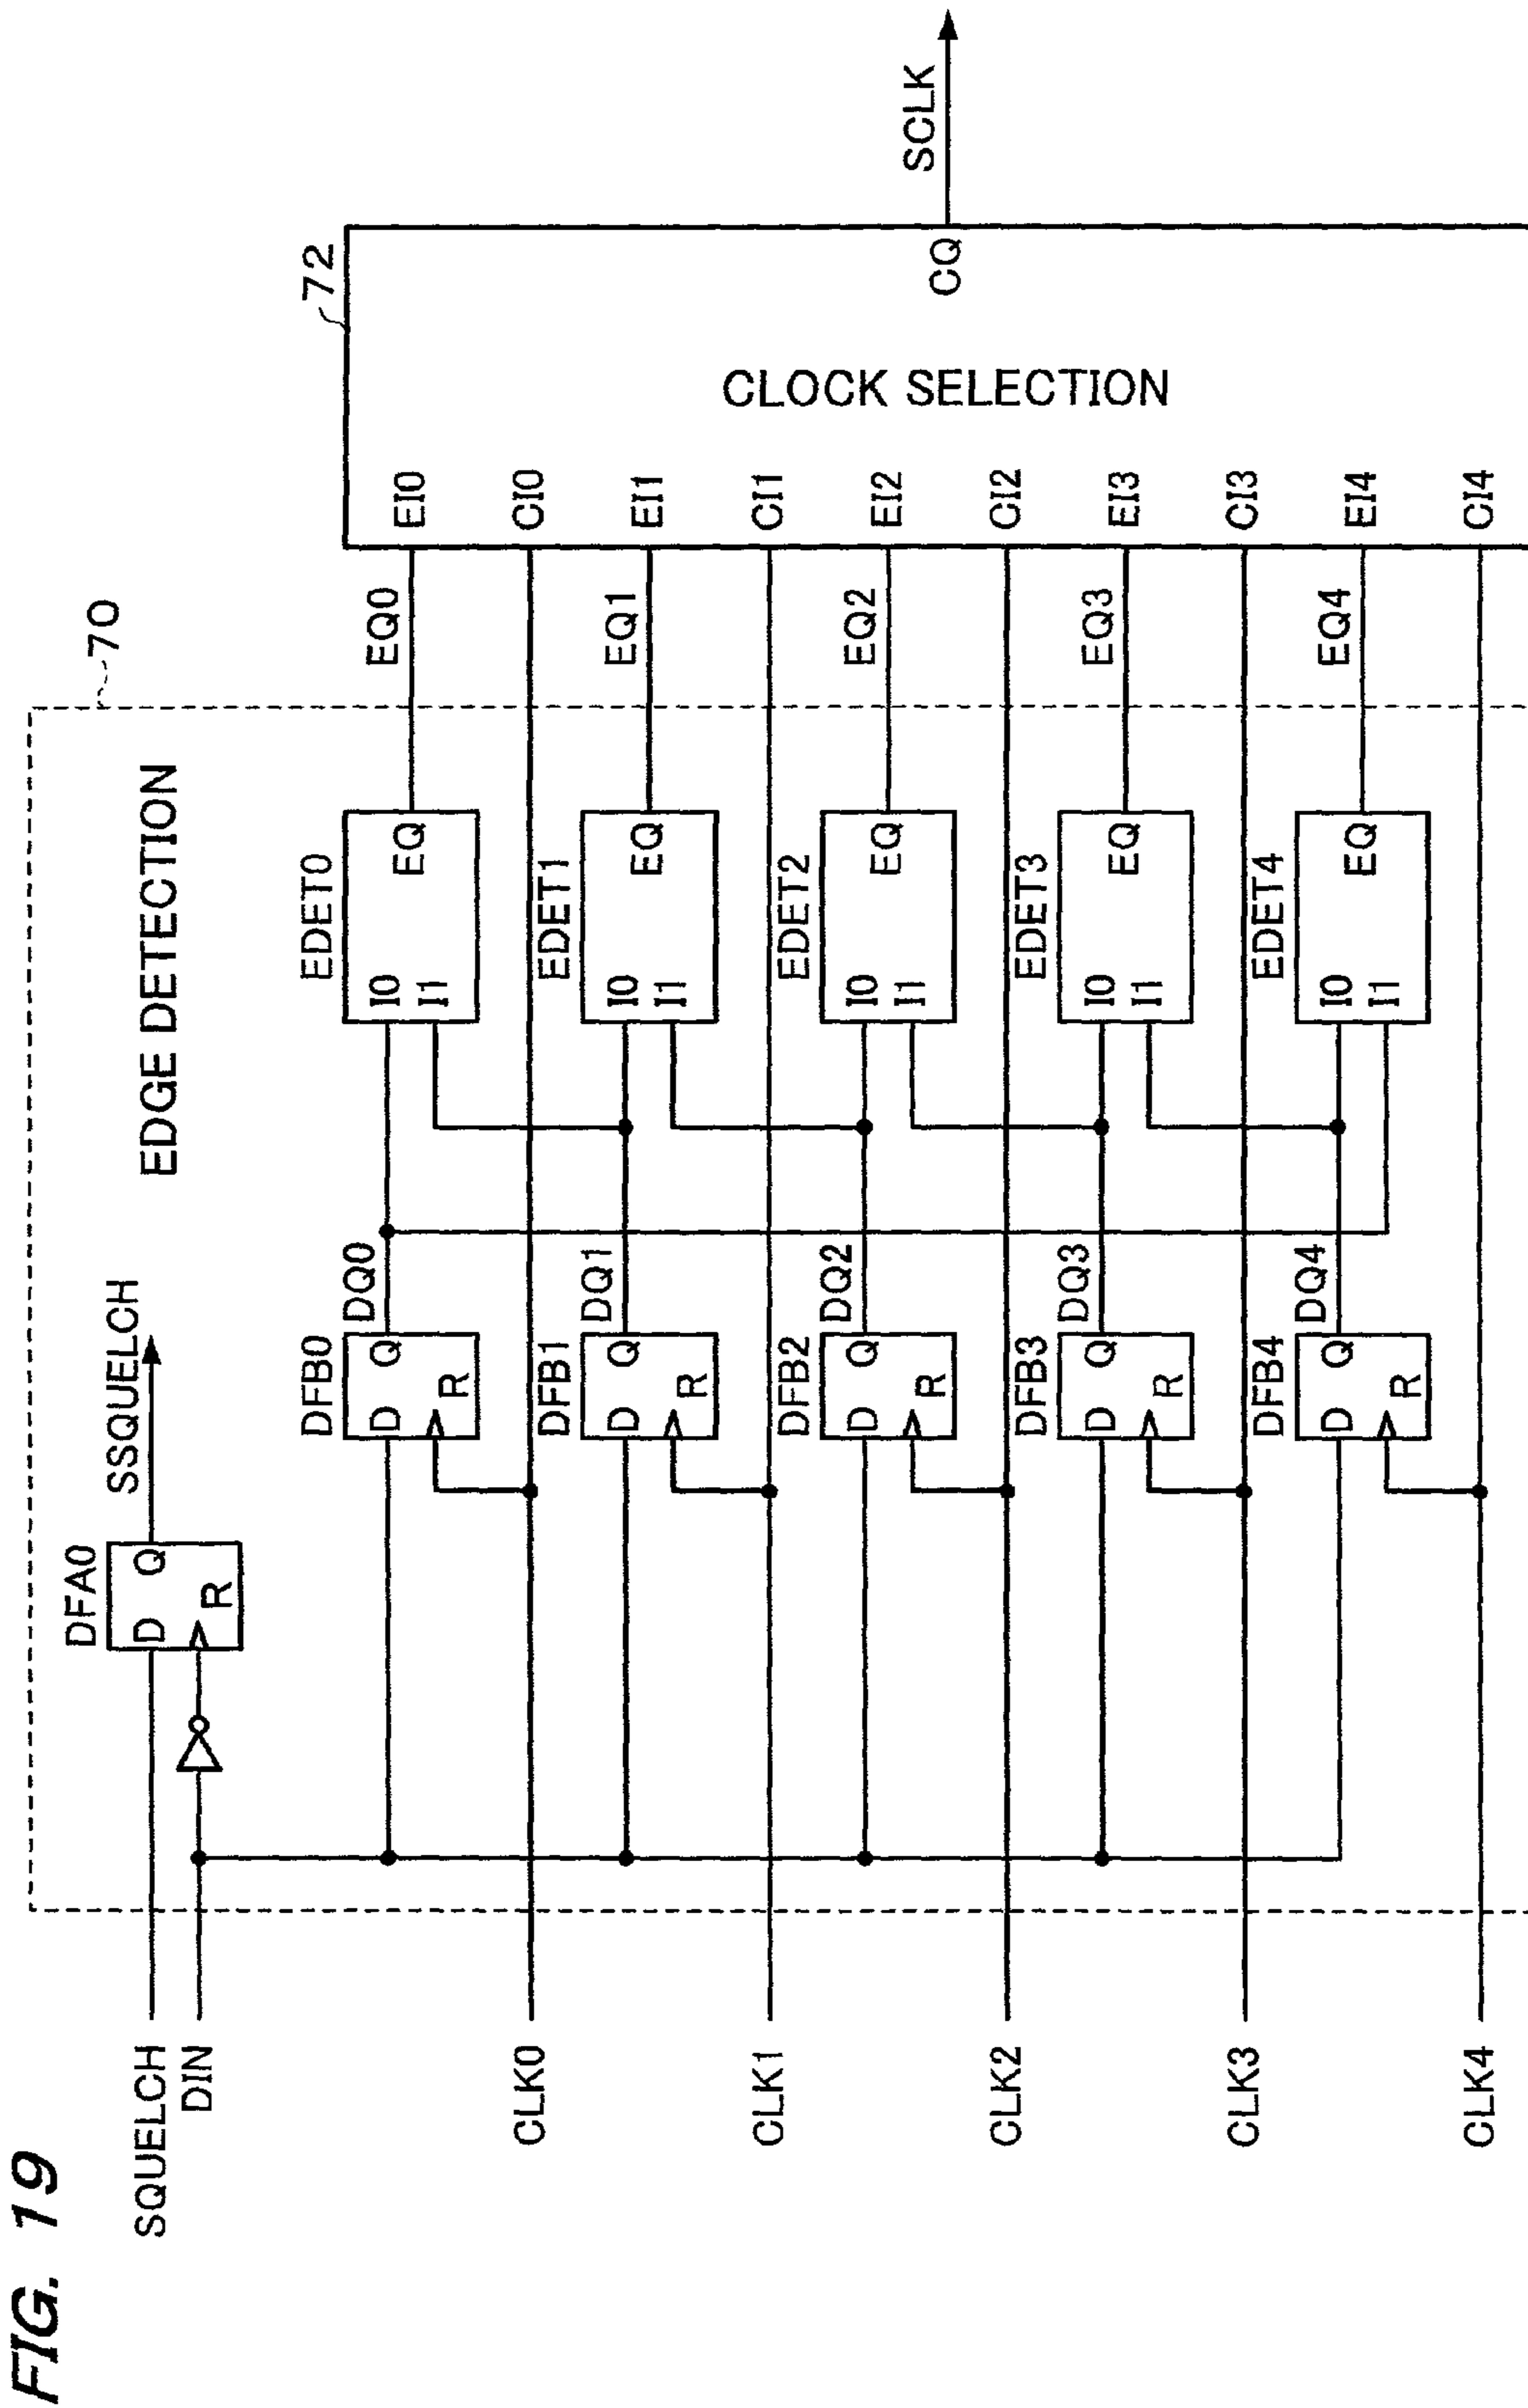 FIG. 19
SQUELCH
DIN
CLK0
CLK1
CLK2
CLK3
CLK4
70
EDGE DETECTION
DFA0
D Q
R
SSQUELCH
DFB0
D Q
R
DQ0
EDET0
I0
I1
EQ
EQ0
DFB1
D Q
R
DQ1
EDET1
I0
I1
EQ
EQ1
DFB2
D Q
R
DQ2
EDET2
I0
I1
EQ
EQ2
DFB3
D Q
R
DQ3
EDET3
I0
I1
EQ
EQ3
DFB4
D Q
R
DQ4
EDET4
I0
I1
EQ
EQ4
72
CLOCK SELECTION
EI0
CI0
EI1
CI1
EI2
CI2
EI3
CI3
EI4
CI4
CQ
SCLK